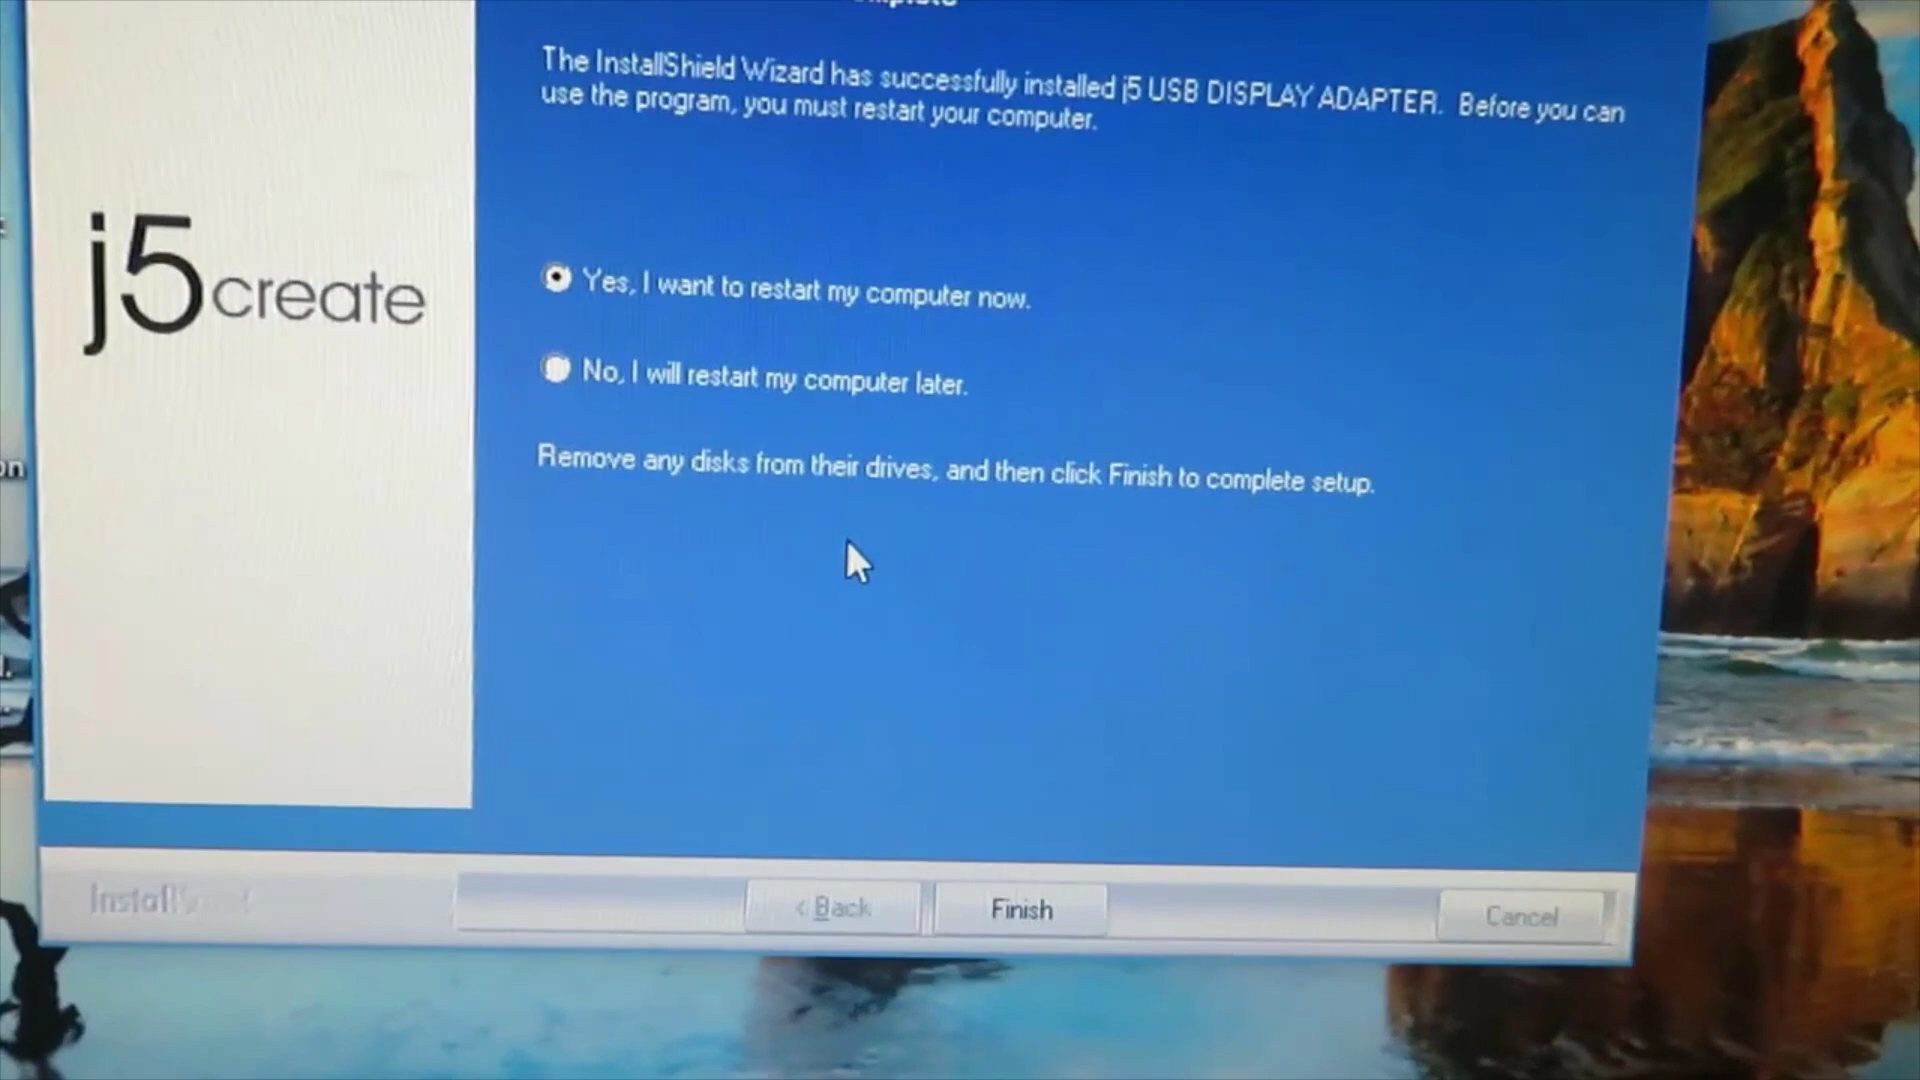 The InstallShield Wizard has successfully installed j5 USB DISPLAY ADAPTER. Before you can
use the program, you must restart your computer.
j5create
Yes, I want to restart my computer now.
No, I will restart my computer later.
Remove any disks from their drives, and then click Finish to complete setup.
< Back
Finish
Cancel